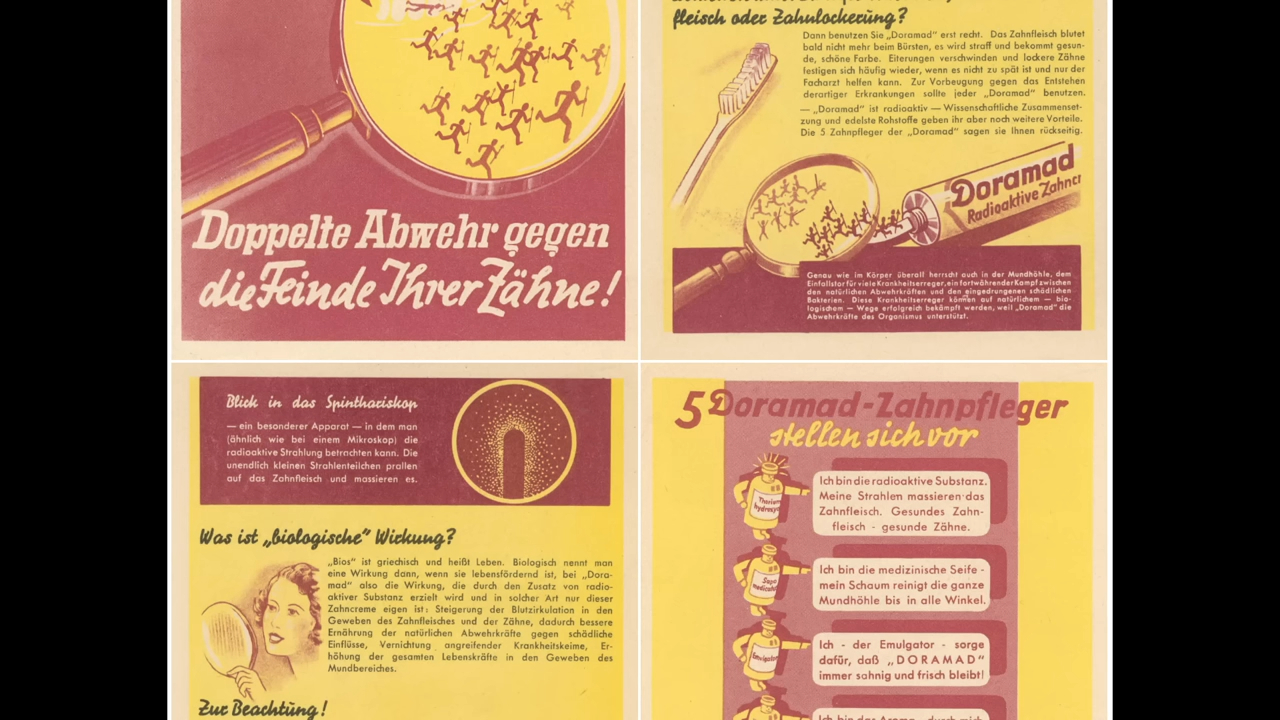 Doppelte Abwehr gegen
die Feinde Ihrer Zähne!
fleisch oder Zahnlockerung?
Dann benutzen Sie „Doramad“ erst recht. Das Zahnfleisch blutet
bald nicht mehr beim Bürsten, es wird straff und bekommt gesun-
de, schöne Farbe. Eiterungen verschwinden und lockere Zähne
festigen sich häufig wieder, wenn es nicht zu spät ist und nur der
Facharzt helfen kann. Zur Vorbeugung gegen das Entstehen
derartiger Erkrankungen sollte jeder „Doramad“ benutzen.
— „Doramad“ ist radioaktiv — Wissenschaftliche Zusammenset-
zung und edelste Rohstoffe geben ihr aber noch weitere Vorteile.
Die 5 Zahnpfleger der „Doramad“ sagen sie Ihnen rückseitig.
Doramad
Radioaktive Zahncr
Genau wie im Körper überall herrscht auch in der Mundhöhle, dem
Einfallstor für viele Krankheitserreger, ein fortwährender Kampf zwischen
den natürlichen Abwehrkräften und den eingedrungenen schädlichen
Bakterien. Diese Krankheitserreger können auf natürlichem — bio-
logischem — Wege erfolgreich bekämpft werden, weil „Doramad“ die
Abwehrkräfte des Organismus unterstützt.
Blick in das Spinthariskop
— ein besonderer Apparat — in dem man
(ähnlich wie bei einem Mikroskop) die
radioaktive Strahlung betrachten kann. Die
unendlich kleinen Strahlenteilchen prallen
auf das Zahnfleisch und massieren es.
Was ist „biologische“ Wirkung?
„Bios“ ist griechisch und heißt Leben. Biologisch nennt man
eine Wirkung dann, wenn sie lebensfördernd ist, bei „Dora-
mad“ also die Wirkung, die durch den Zusatz von radio-
aktiver Substanz erzielt wird und in solcher Art nur dieser
Zahncreme eigen ist: Steigerung der Blutzirkulation in den
Geweben des Zahnfleisches und der Zähne, dadurch bessere
Ernährung der natürlichen Abwehrkräfte gegen schädliche
Einflüsse, Vernichtung angreifender Krankheitskeime, Er-
höhung der gesamten Lebenskräfte in den Geweben des
Mundbereiches.
Zur Beachtung!
5 Doramad-Zahnpfleger
stellen sich vor
Ich bin die radioaktive Substanz.
Meine Strahlen massieren das
Zahnfleisch. Gesundes Zahn-
fleisch - gesunde Zähne.
Ich bin die medizinische Seife -
mein Schaum reinigt die ganze
Mundhöhle bis in alle Winkel.
Emulgator
Ich - der Emulgator - sorge
dafür, daß „DORAMAD“
immer sahnig und frisch bleibt!